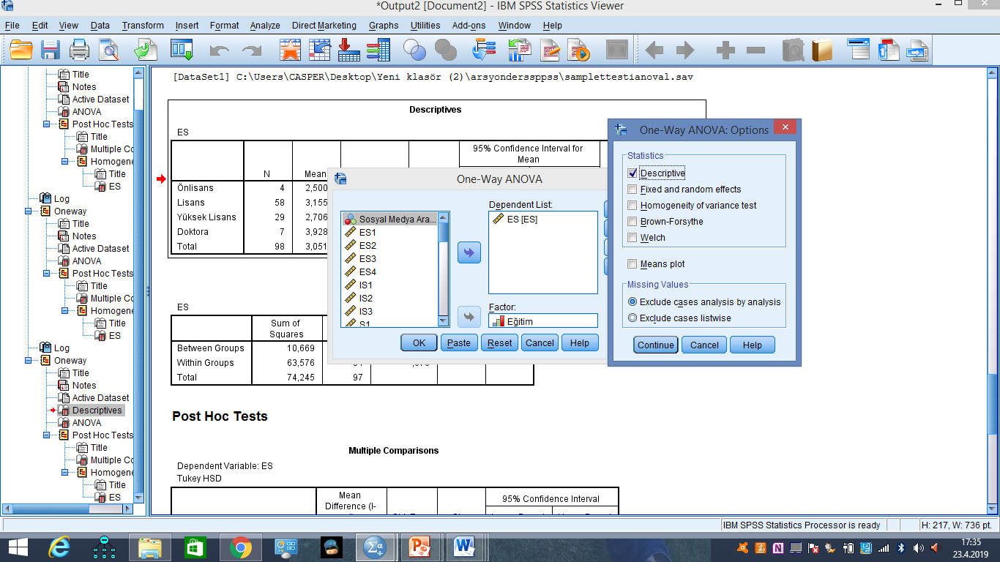 *Output2 [Document2] - IBM SPSS Statistics Viewer
File Edit View Data Transform Insert Format Analyze Direct Marketing Graphs Utilities Add-ons Window Help
Title
Notes
Active Dataset
ANOVA
Post Hoc Tests
Title
Multiple Co
Homogene
Title
ES
Log
Oneway
Title
Notes
Active Dataset
ANOVA
Post Hoc Tests
Title
Multiple Co
Homogene
Title
ES
Log
Oneway
Title
Notes
Active Dataset
Descriptives
ANOVA
Post Hoc Tests
Title
Multiple Co
Homogene
Title
ES
[DataSet1] C:\Users\CASPER\Desktop\Yeni klasör (2)\arsyonderssppss\samplettestianoval.sav
Descriptives
ES
95% Confidence Interval for
Mean
N Mean
Önlisans 4 2,500
Lisans 58 3,155
Yüksek Lisans 29 2,706
Doktora 7 3,928
Total 98 3,051
ES
Sum of
Squares
Between Groups 10,669
Within Groups 63,576
Total 74,245 97
Post Hoc Tests
Multiple Comparisons
Dependent Variable: ES
Tukey HSD
Mean
Difference (I-
95% Confidence Interval
One-Way ANOVA
Sosyal Medya Ara...
ES1
ES2
ES3
ES4
IS1
IS2
IS3
S1
Dependent List:
ES [ES]
Factor:
Eğitim
OK Paste Reset Cancel Help
One-Way ANOVA: Options
Statistics
Descriptive
Fixed and random effects
Homogeneity of variance test
Brown-Forsythe
Welch
Means plot
Missing Values
Exclude cases analysis by analysis
Exclude cases listwise
Continue Cancel Help
IBM SPSS Statistics Processor is ready H: 217, W: 736 pt.
17:35
23.4.2019